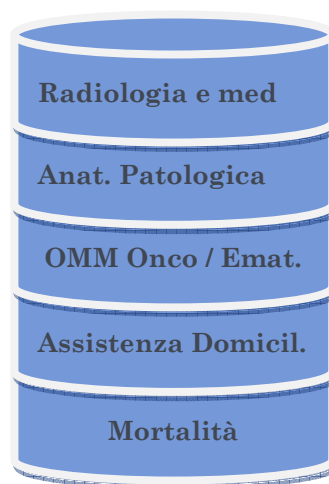 Radiologia e med
Anat. Patologica
OMM Onco / Emat.
Assistenza Domicil.
Mortalità